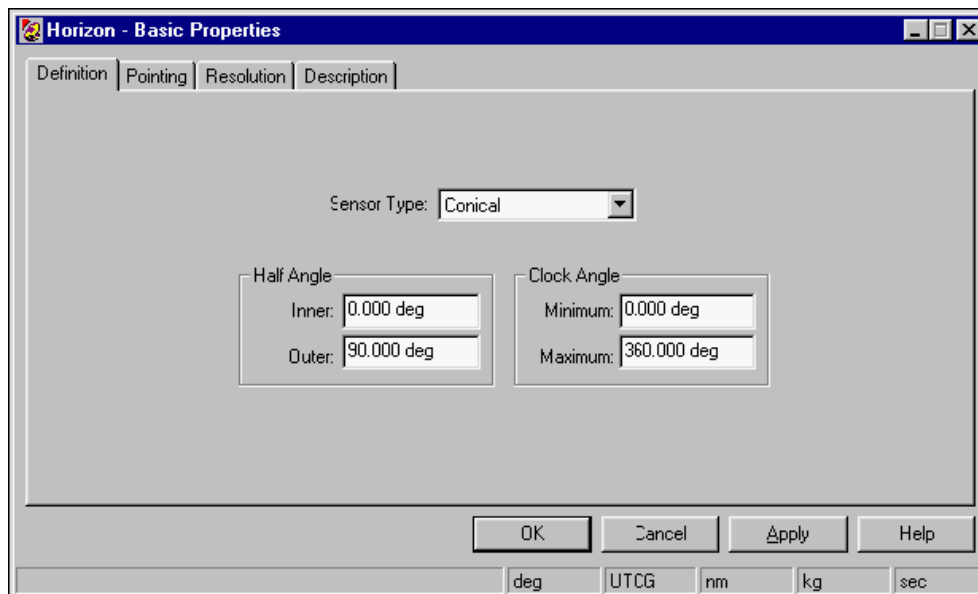 Horizon - Basic Properties
Definition Pointing Resolution Description
Sensor Type: Conical
Half Angle Clock Angle
Inner: 0.000 deg Minimum: 0.000 deg
Outer: 90.000 deg Maximum: 360.000 deg
OK Cancel Apply Help
deg UTCG nm kg sec